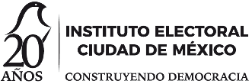 20
AÑOS
INSTITUTO ELECTORAL
CIUDAD DE MÉXICO
CONSTRUYENDO DEMOCRACIA